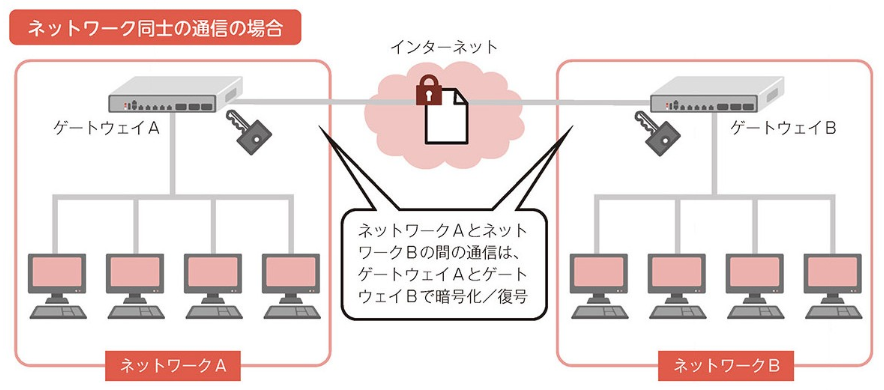 ネットワーク同士の通信の場合
インターネット
ゲートウェイA
ゲートウェイB
ネットワークAとネット
ワークBの間の通信は、
ゲートウェイAとゲート
ウェイBで暗号化／復号
ネットワークA
ネットワークB